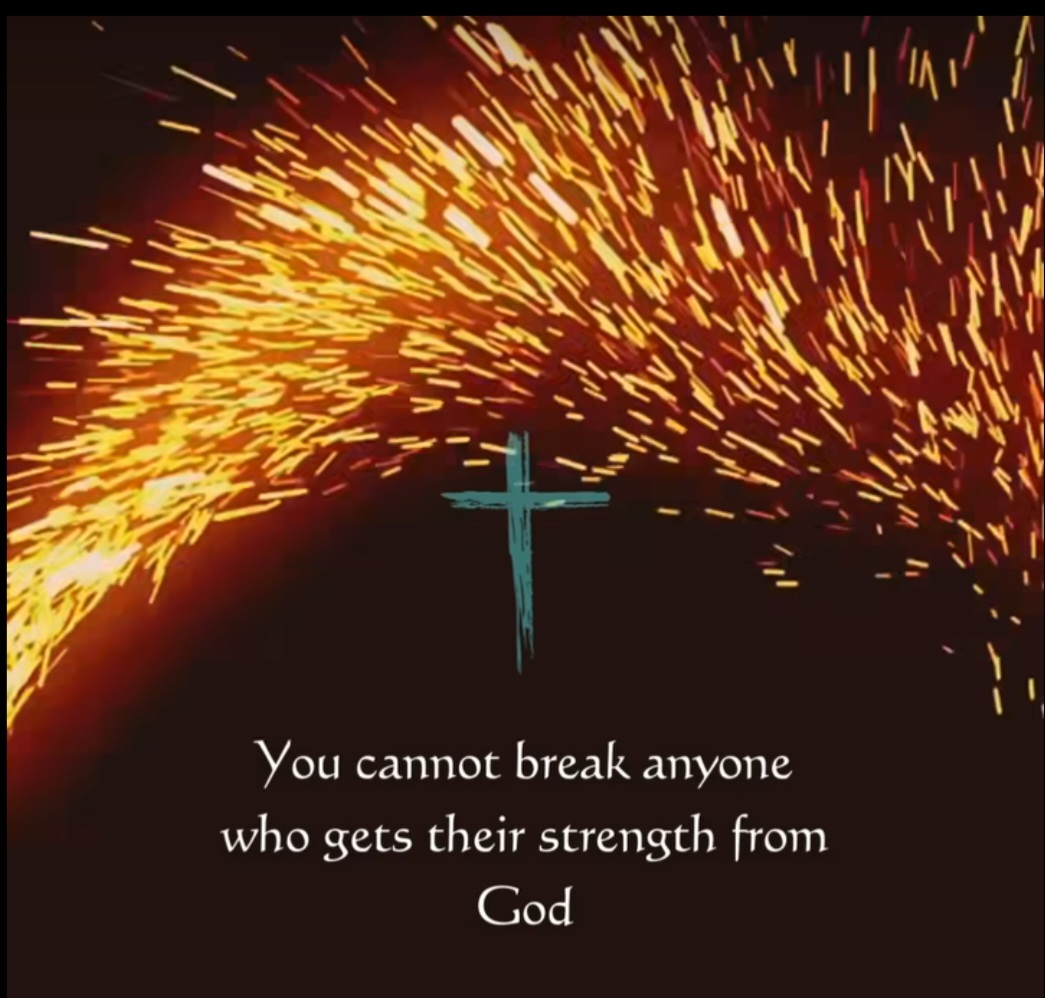 You cannot break anyone
who gets their strength from
God